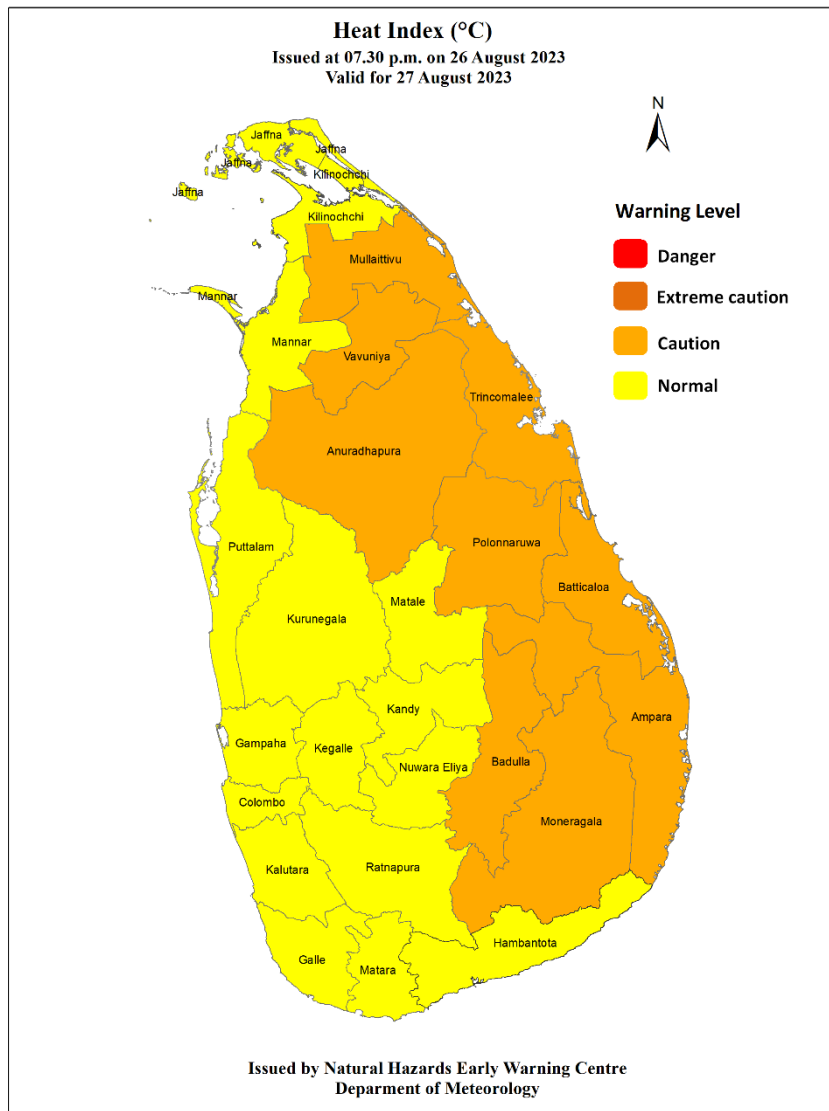 Heat Index (°C)
Issued at 07.30 p.m. on 26 August 2023
Valid for 27 August 2023
N
Jaffna
Jaffna
Jaffna
Kilinochchi
Jaffna
Kilinochchi
Mullaittivu
Mannar
Mannar
Vavuniya
Trincomalee
Anuradhapura
Puttalam
Polonnaruwa
Batticaloa
Matale
Kurunegala
Kandy
Ampara
Gampaha
Kegalle
Badulla
Nuwara Eliya
Colombo
Moneragala
Kalutara
Ratnapura
Hambantota
Galle
Matara
Warning Level
Danger
Extreme caution
Caution
Normal
Issued by Natural Hazards Early Warning Centre
Deparment of Meteorology